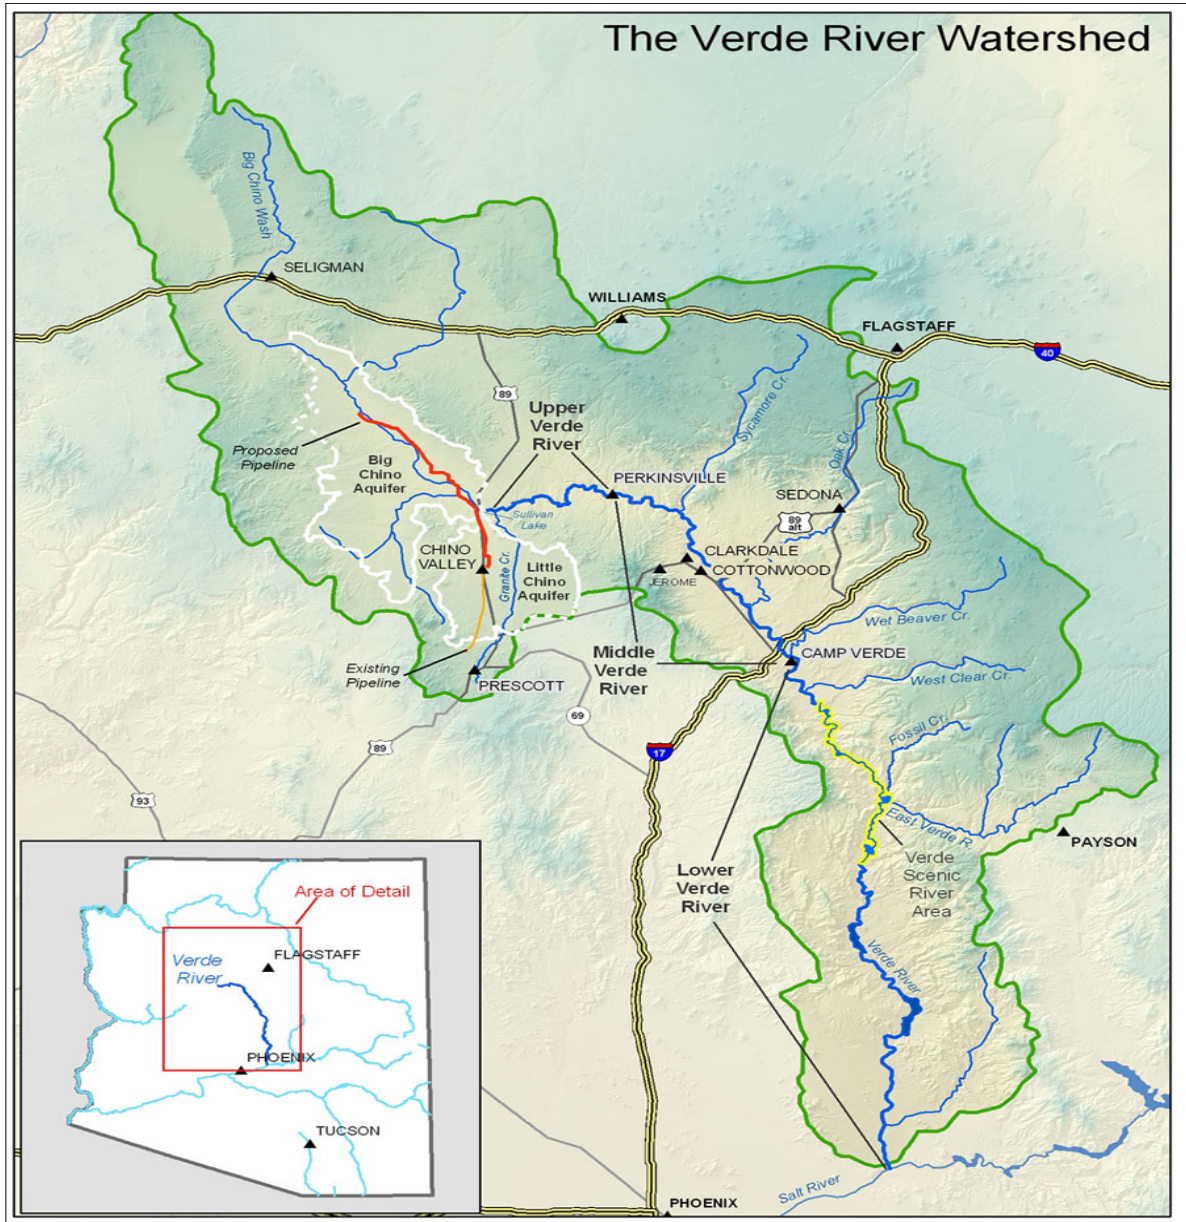 The Verde River Watershed
Big Chino Wash
SELIGMAN
WILLIAMS
FLAGSTAFF
40
89
Upper
Verde
River
Sycamore Cr.
Oak Cr.
Proposed
Pipeline
Big
Chino
Aquifer
PERKINSVILLE
SEDONA
89
alt
Sullivan
Lake
CHINO
VALLEY
Granite Cr.
Little
Chino
Aquifer
CLARKDALE
COTTONWOOD
JEROME
Wet Beaver Cr.
Middle
Verde
River
CAMP VERDE
West Clear Cr.
Existing
Pipeline
PRESCOTT
69
89
17
93
Fossil Cr.
East Verde R.
PAYSON
Verde
Scenic
River
Area
Lower
Verde
River
Verde River
Salt River
PHOENIX
Area of Detail
Verde
River
FLAGSTAFF
PHOENIX
TUCSON